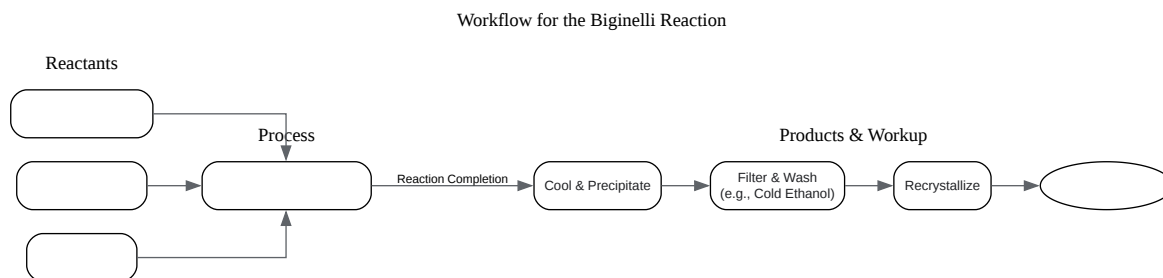 Workflow for the Biginelli Reaction
Reactants
Process
Products & Workup
Reaction Completion
Cool & Precipitate
Filter & Wash
(e.g., Cold Ethanol)
Recrystallize